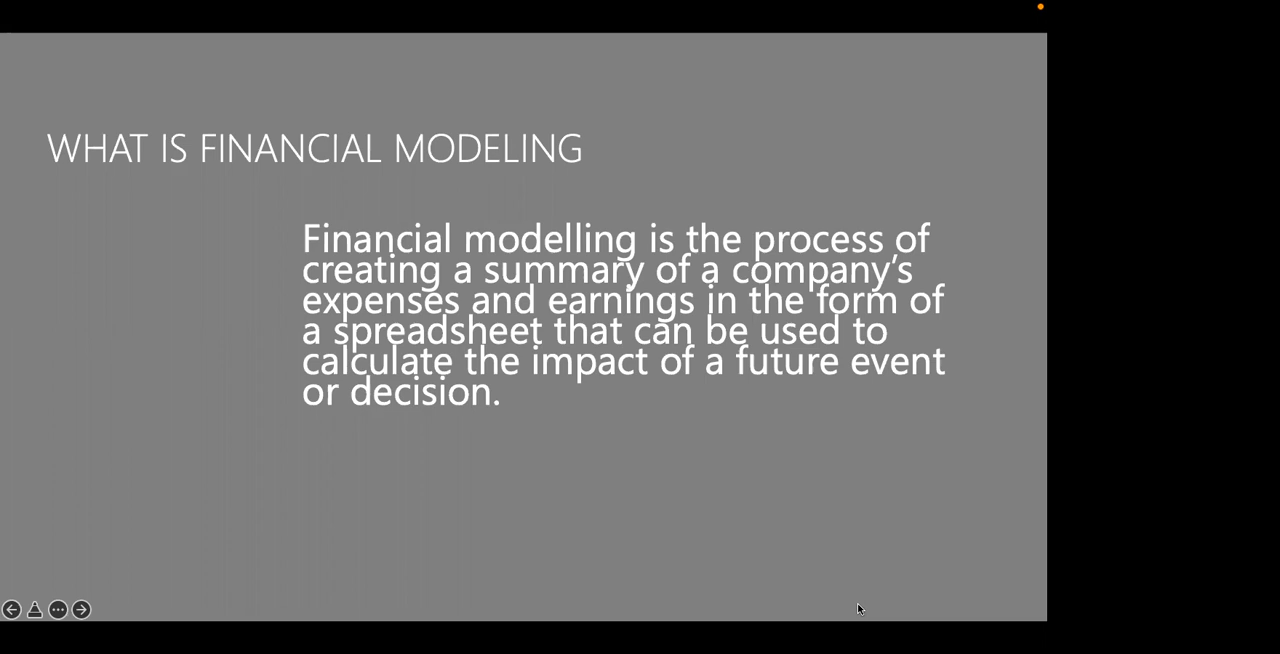 WHAT IS FINANCIAL MODELING
Financial modelling is the process of
creating a summary of a company’s
expenses and earnings in the form of
a spreadsheet that can be used to
calculate the impact of a future event
or decision.